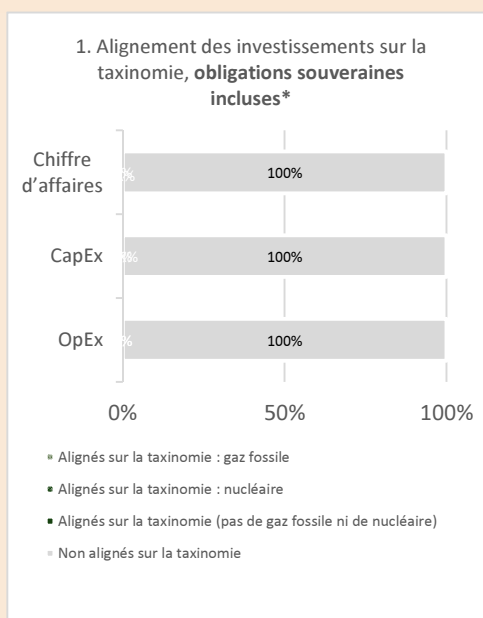 1. Alignement des investissements sur la
taxinomie, obligations souveraines
incluses*
Chiffre
d'affaires
100%
CapEx
100%
OpEx
100%
0%
50%
100%
Alignés sur la taxinomie : gaz fossile
Alignés sur la taxinomie : nucléaire
Alignés sur la taxinomie (pas de gaz fossile ni de nucléaire)
Non alignés sur la taxinomie